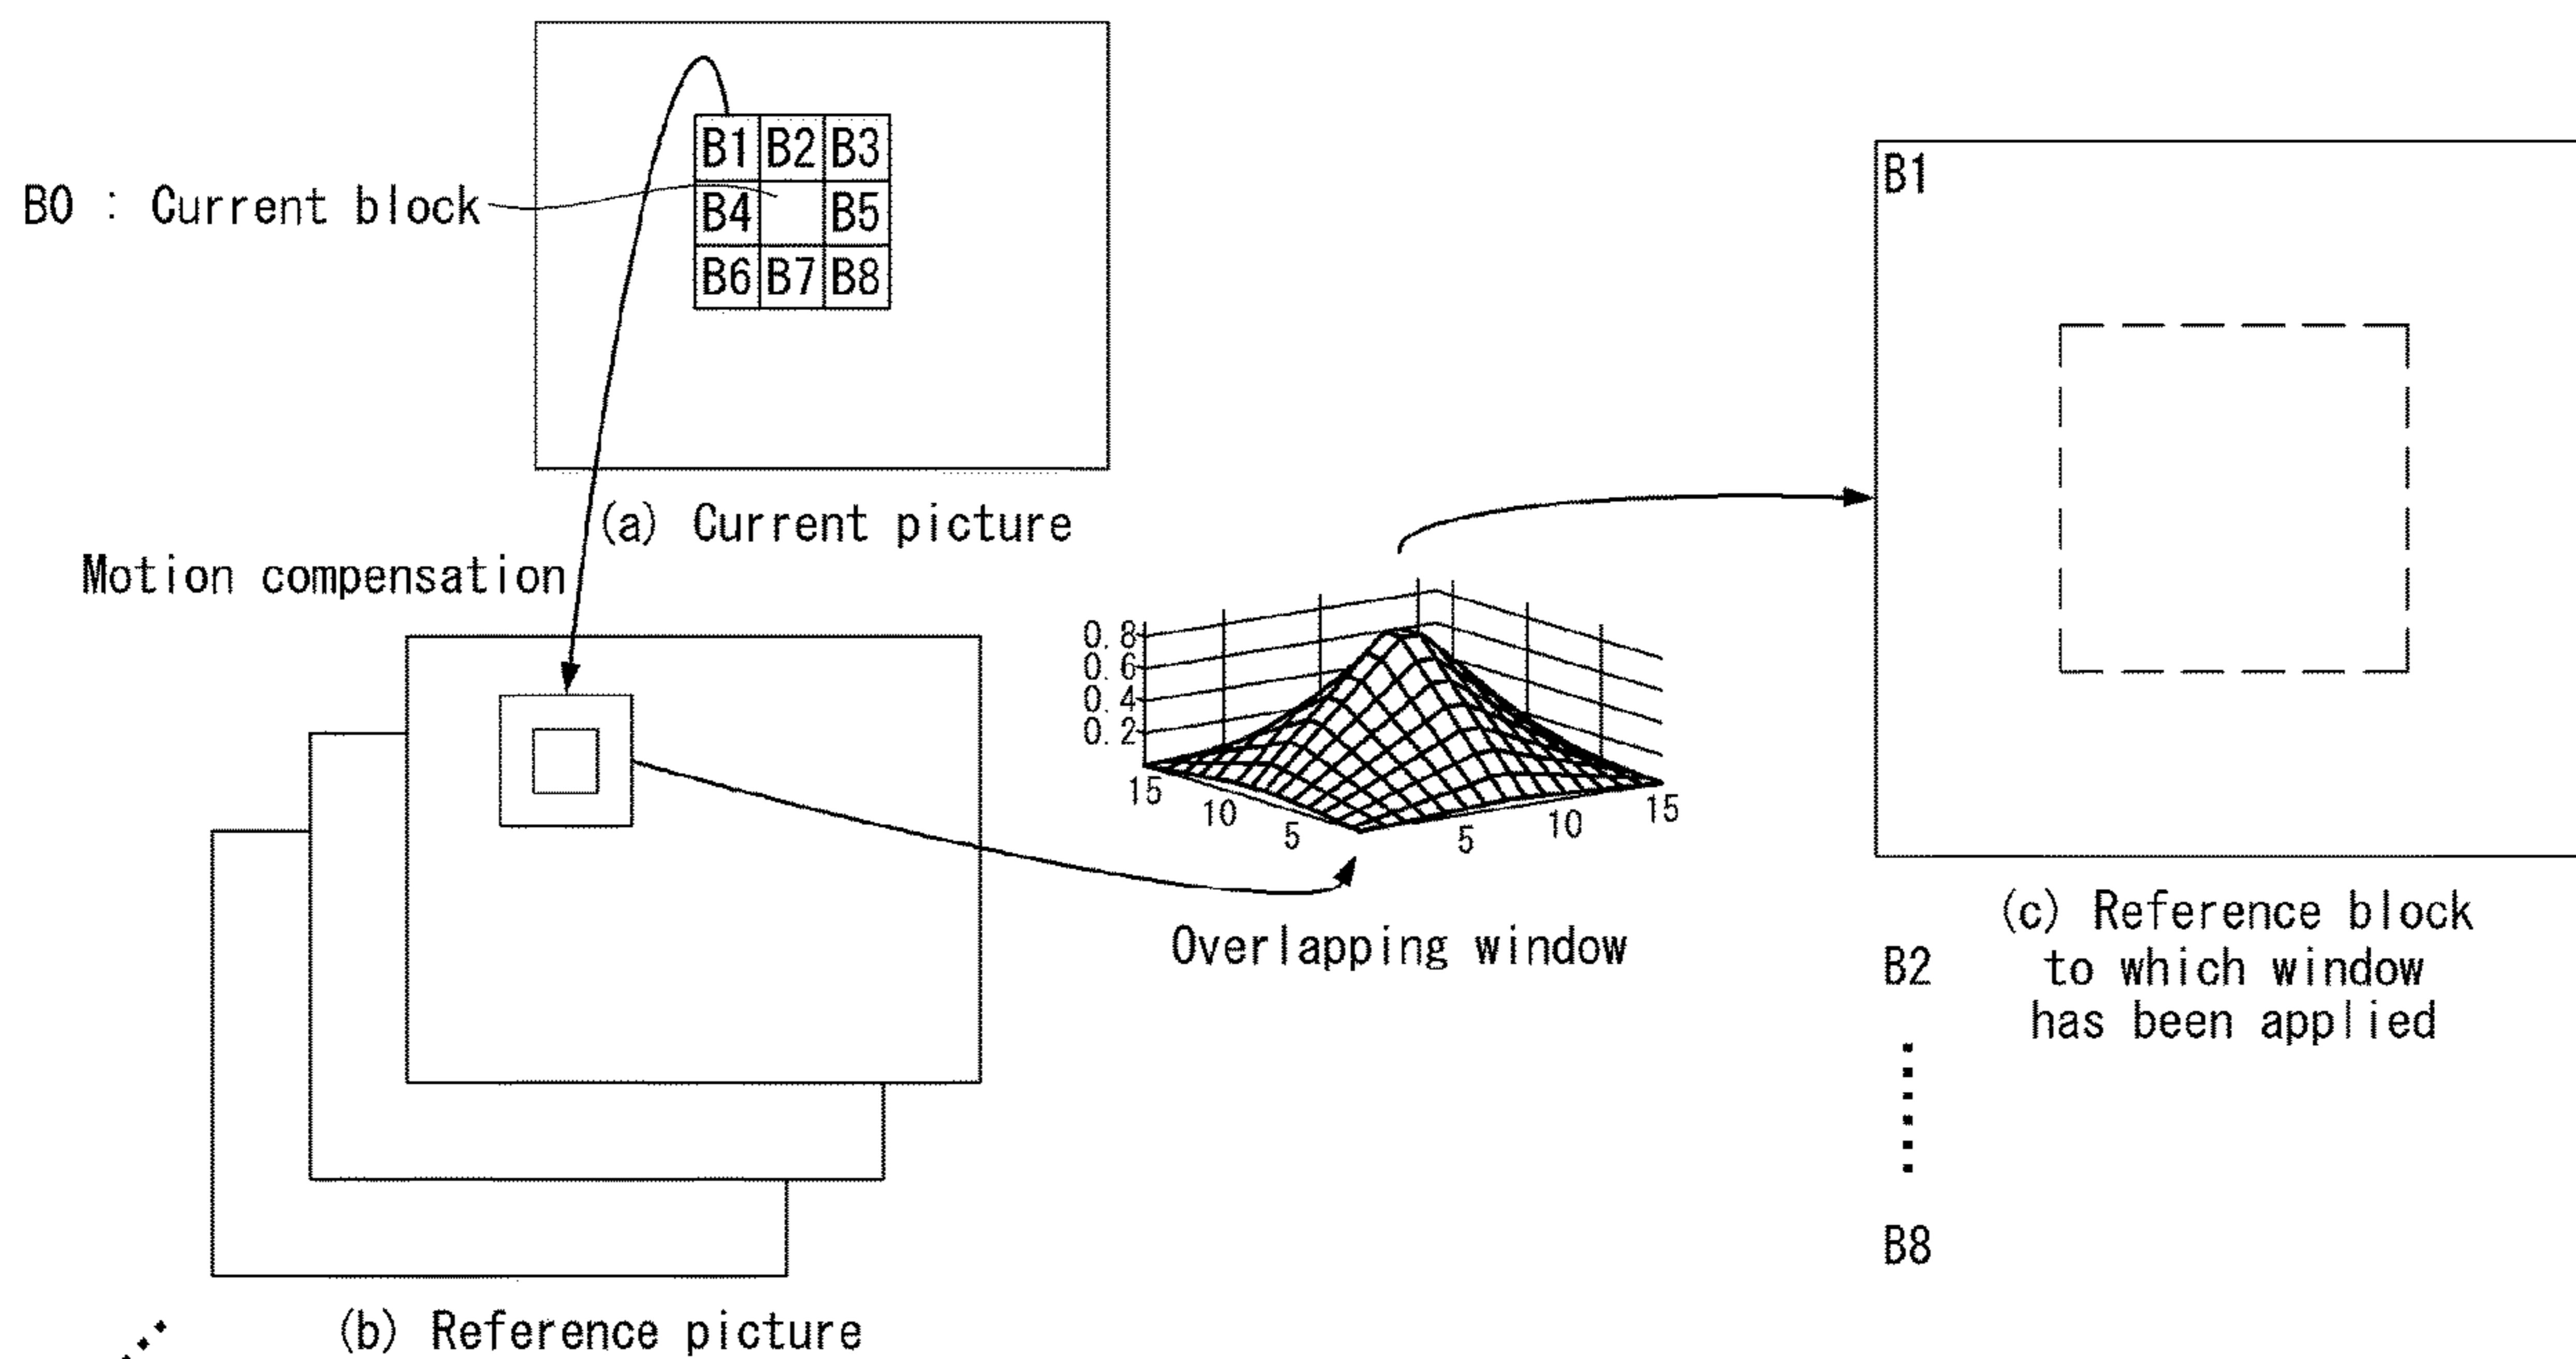 B1 B2 B3
B0 : Current block
B4 B5
B6 B7 B8
(a) Current picture
Motion compensation
(b) Reference picture
0.8
0.6
0.4
0.2
15 10 5 5 10 15
Overlapping window
B1
(c) Reference block
to which window
has been applied
B2
B8